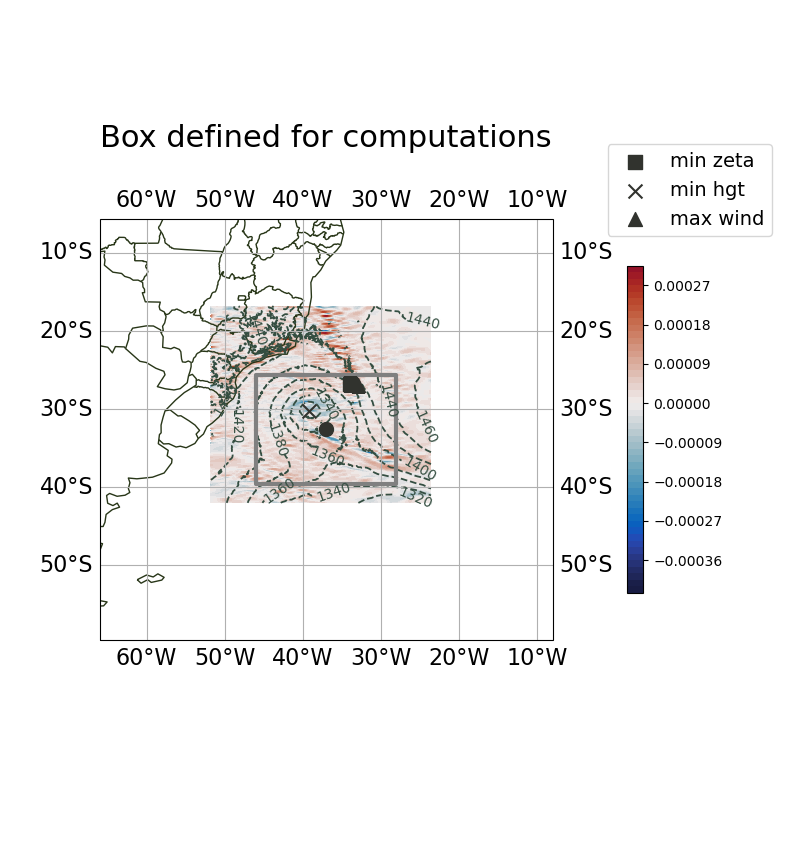 Box defined for computations
min zeta
min hgt
max wind
60°W 50°W 40°W 30°W 20°W 10°W
10°S 10°S
20°S 20°S
30°S 30°S
40°S 40°S
50°S 50°S
60°W 50°W 40°W 30°W 20°W 10°W
1440
1440
1460
1420
1380
1360
1400
1360
1340
1320
0.00027
0.00018
0.00009
0.00000
−0.00009
−0.00018
−0.00027
−0.00036